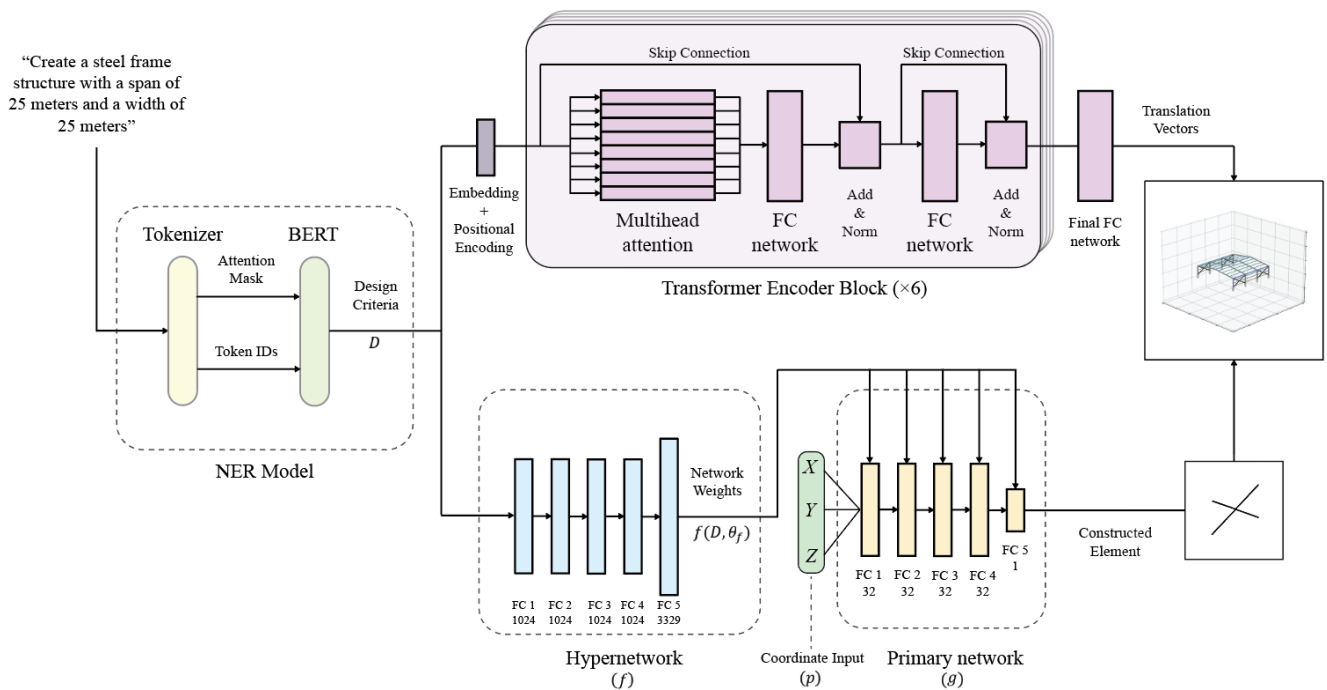 “Create a steel frame
structure with a span of
25 meters and a width of
25 meters”
Tokenizer
BERT
Attention
Mask
Token IDs
Design
Criteria
D
NER Model
Skip Connection
Skip Connection
Embedding
+
Positional
Encoding
Multihead
attention
FC
network
Add
&
Norm
FC
network
Add
&
Norm
Transformer Encoder Block (×6)
Final FC
network
Translation
Vectors
FC 1
1024
FC 2
1024
FC 3
1024
FC 4
1024
FC 5
3329
Hypernetwork
(f)
Network
Weights
f(D, θf)
X
Y
Z
Coordinate Input
(p)
FC 1
32
FC 2
32
FC 3
32
FC 4
32
FC 5
1
Primary network
(g)
Constructed
Element